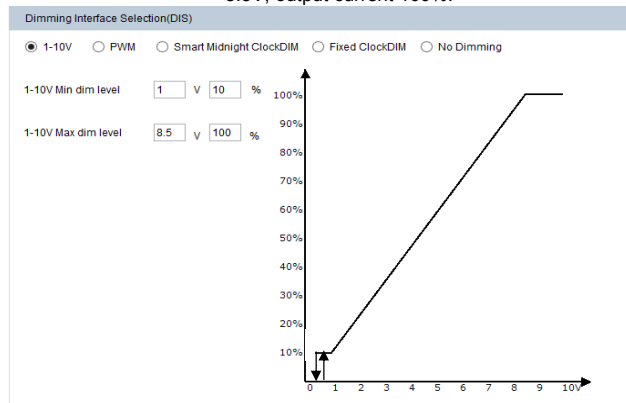 Dimming Interface Selection(DIS)
1-10V PWM Smart Midnight ClockDIM Fixed ClockDIM No Dimming
1-10V Min dim level 1 V 10 %
1-10V Max dim level 8.5 V 100 %
100%
90%
80%
70%
60%
50%
40%
30%
20%
10%
0 1 2 3 4 5 6 7 8 9 10V